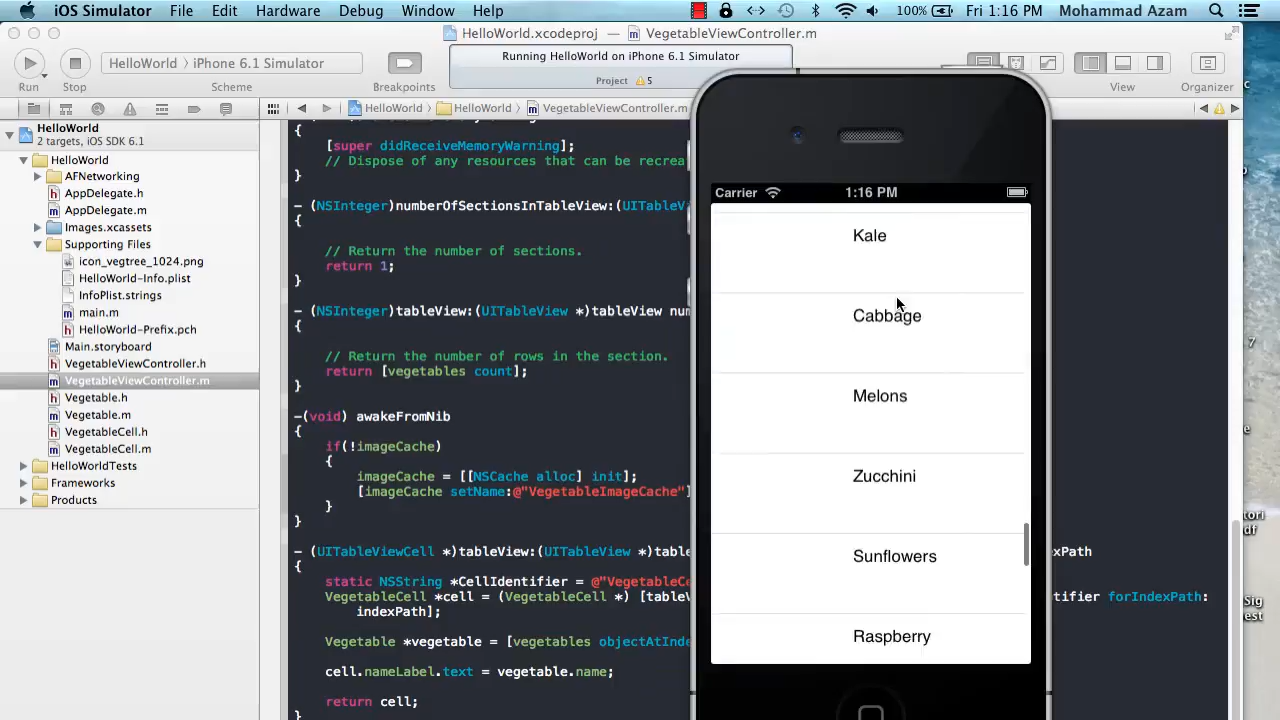 iOS Simulator File Edit Hardware Debug Window Help 100% Fri 1:16 PM Mohammad Azam
HelloWorld.xcodeproj — VegetableViewController.m
HelloWorld iPhone 6.1 Simulator
Running HelloWorld on iPhone 6.1 Simulator
Project 5
Run Stop Scheme Breakpoints View Organizer
HelloWorld HelloWorld VegetableViewController.m
HelloWorld
2 targets, iOS SDK 6.1
HelloWorld
AFNetworking
AppDelegate.h
AppDelegate.m
Images.xcassets
Supporting Files
icon_vegtree_1024.png
HelloWorld-Info.plist
InfoPlist.strings
main.m
HelloWorld-Prefix.pch
Main.storyboard
VegetableViewController.h
VegetableViewController.m
Vegetable.h
Vegetable.m
VegetableCell.h
VegetableCell.m
HelloWorldTests
Frameworks
Products
{
[super didReceiveMemoryWarning];
// Dispose of any resources that can be recrea
}
- (NSInteger)numberOfSectionsInTableView:(UITableV
{
// Return the number of sections.
return 1;
}
- (NSInteger)tableView:(UITableView *)tableView num
{
// Return the number of rows in the section.
return [vegetables count];
}
-(void) awakeFromNib
{
if(!imageCache)
{
imageCache = [[NSCache alloc] init];
[imageCache setName:@"VegetableImageCache"]
}
}
- (UITableViewCell *)tableView:(UITableView *)table Path
{
static NSString *CellIdentifier = @"VegetableCe
VegetableCell *cell = (VegetableCell *) [tableV tifier forIndexPath:
indexPath];
Vegetable *vegetable = [vegetables objectAtInde
cell.nameLabel.text = vegetable.name;
return cell;
Carrier 1:16 PM
Kale
Cabbage
Melons
Zucchini
Sunflowers
Raspberry